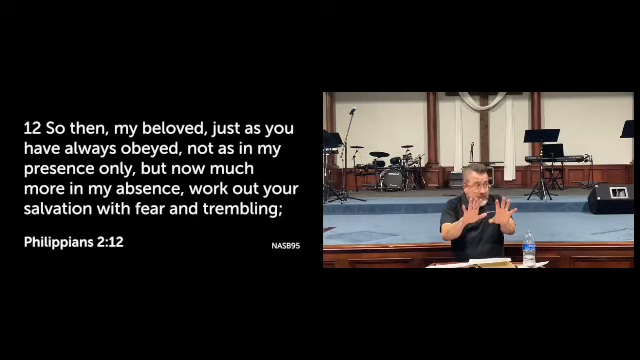 12 So then, my beloved, just as you
have always obeyed, not as in my
presence only, but now much
more in my absence, work out your
salvation with fear and trembling;
Philippians 2:12
NASB95